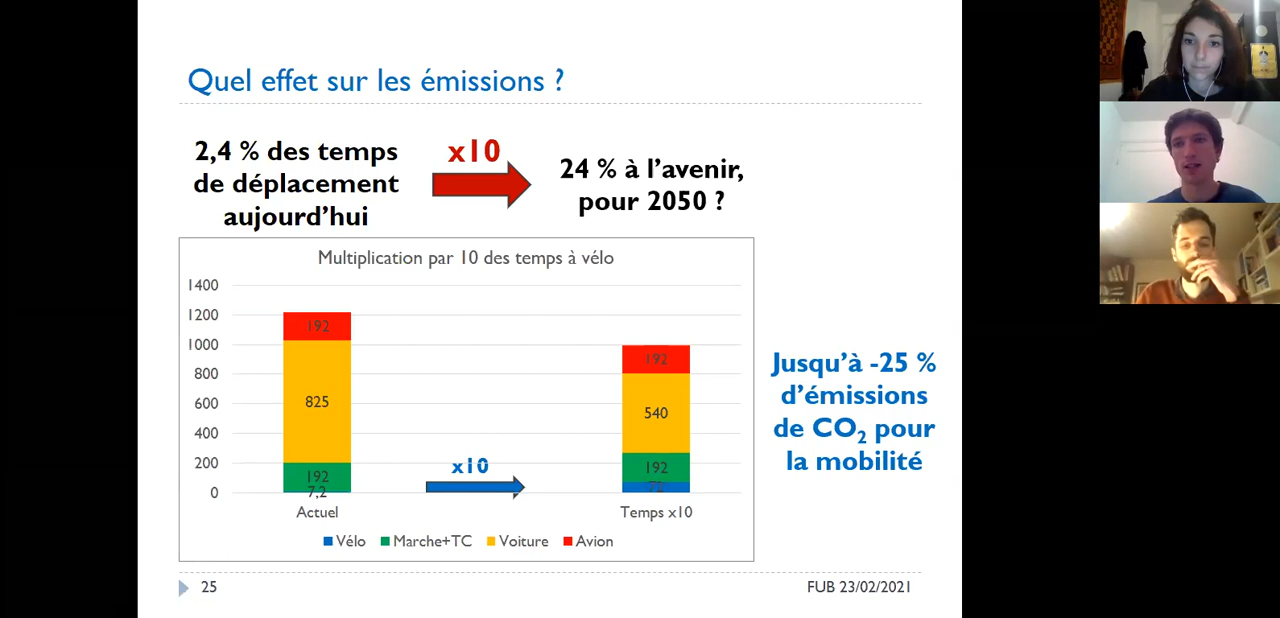 Quel effet sur les émissions ?
2,4 % des temps
de déplacement
aujourd'hui
x10
24 % à l'avenir,
pour 2050 ?
Multiplication par 10 des temps à vélo
1400
1200
1000
800
600
400
200
0
192
825
192
7,2
x10
192
540
192
72
Actuel
Temps x10
Vélo
Marche+TC
Voiture
Avion
Jusqu'à -25 %
d'émissions
de CO₂ pour
la mobilité
25
FUB 23/02/2021